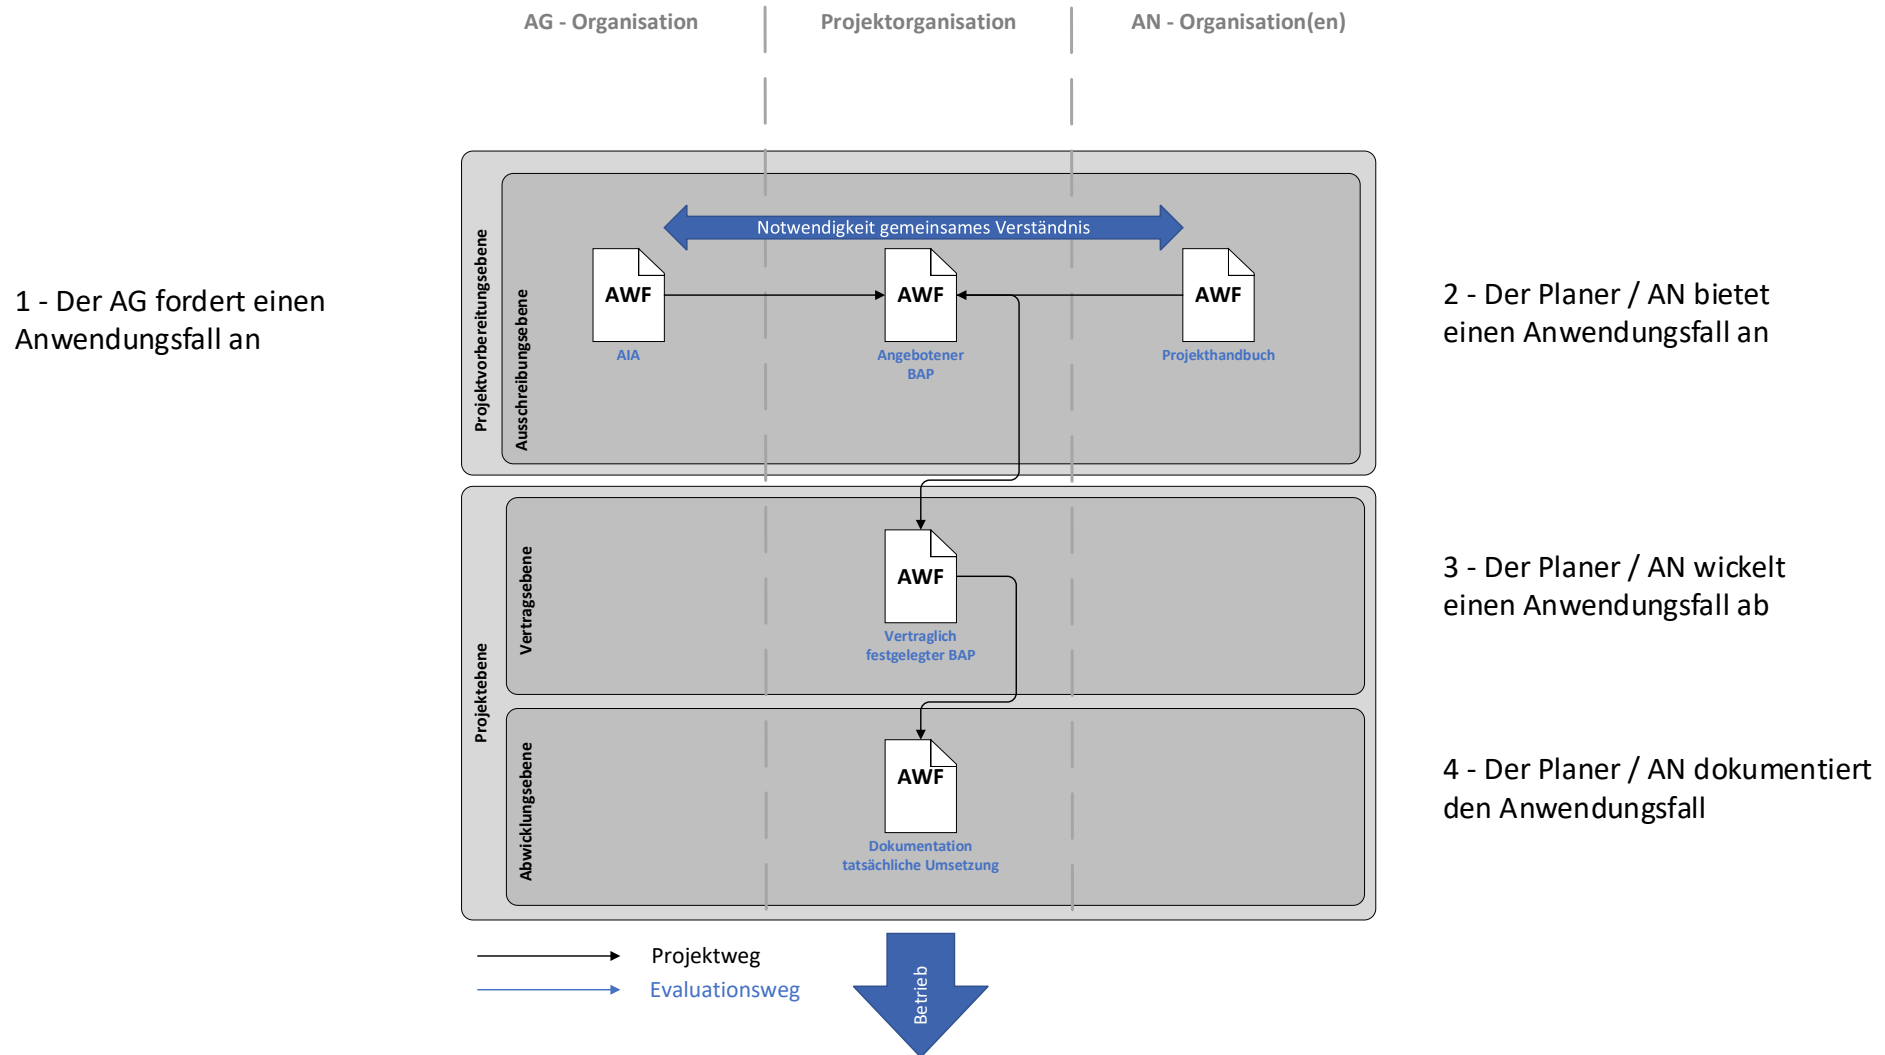 AG - Organisation
Projektorganisation
AN - Organisation(en)
Projektvorbereitungsebene
Ausschreibungsebene
Notwendigkeit gemeinsames Verständnis
AWF
AWF
AWF
AIA
Angebotener
BAP
Projekthandbuch
1 - Der AG fordert einen
Anwendungsfall an
2 - Der Planer / AN bietet
einen Anwendungsfall an
Projektebene
Vertragsebene
AWF
Vertraglich
festgelegter BAP
3 - Der Planer / AN wickelt
einen Anwendungsfall ab
Abwicklungsebene
AWF
Dokumentation
tatsächliche Umsetzung
4 - Der Planer / AN dokumentiert
den Anwendungsfall
Projektweg
Evaluationsweg
Betrieb